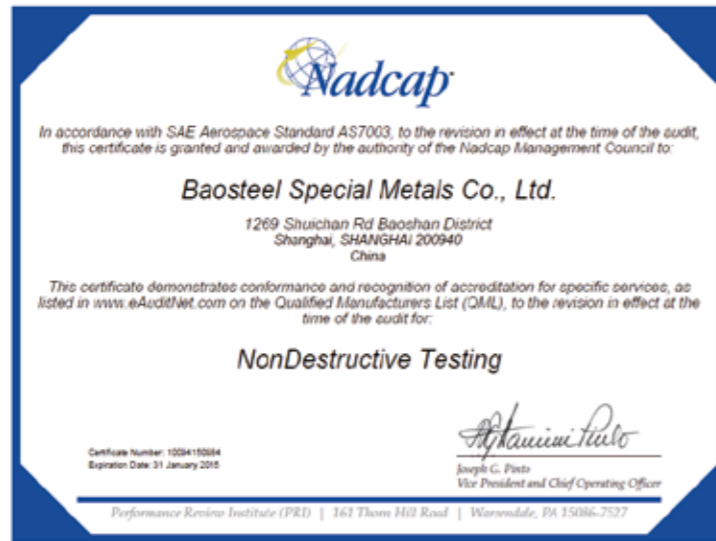 Nadcap
In accordance with SAE Aerospace Standard AS7003, to the revision in effect at the time of the audit,
this certificate is granted and awarded by the authority of the Nadcap Management Council to:
Baosteel Special Metals Co., Ltd.
1269 Shuichan Rd Baoshan District
Shanghai, SHANGHAI 200940
China
This certificate demonstrates conformance and recognition of accreditation for specific services, as
listed in www.eAuditNet.com on the Qualified Manufacturers List (QML), to the revision in effect at the
time of the audit for:
NonDestructive Testing
Certificate Number:
Expiration Date: 31 January 2015
Joseph G. Pinto
Vice President and Chief Operating Officer
Performance Review Institute (PRI) | 161 Thorn Hill Road | Warrendale, PA 15086-7527